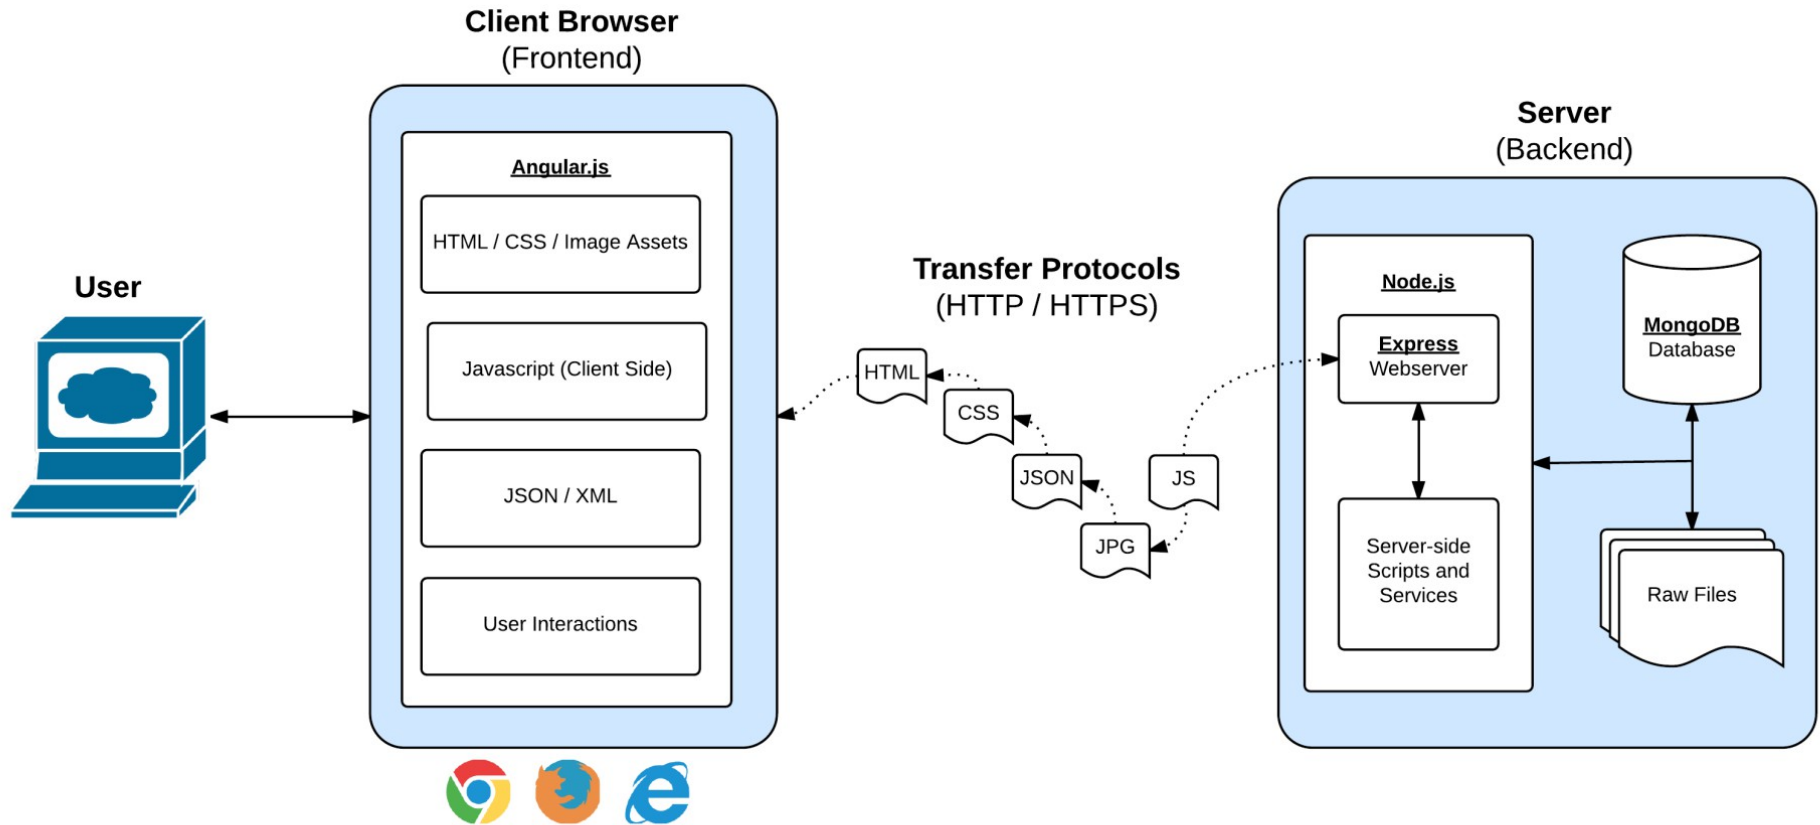 Client Browser
(Frontend)
Angular.js
HTML / CSS / Image Assets
Javascript (Client Side)
JSON / XML
User Interactions
User
Transfer Protocols
(HTTP / HTTPS)
HTML
CSS
JSON
JPG
JS
Server
(Backend)
Node.js
Express
Webserver
Server-side
Scripts and
Services
MongoDB
Database
Raw Files